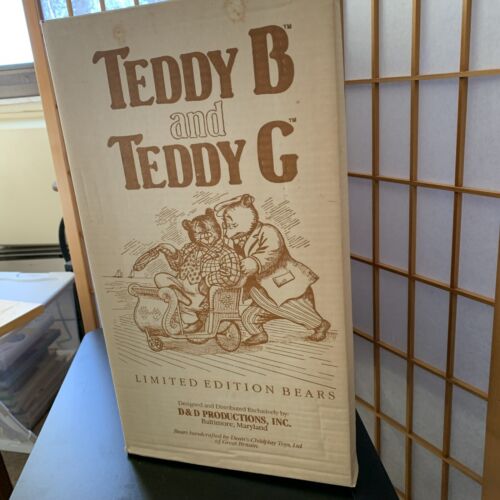 TEDDY B™
and
TEDDY G™
LIMITED EDITION BEARS
Designed and Distributed Exclusively by:
D&D PRODUCTIONS, INC.
Baltimore, Maryland
Bears handcrafted by Dean's Childplay Toys, Ltd
of Great Britain.